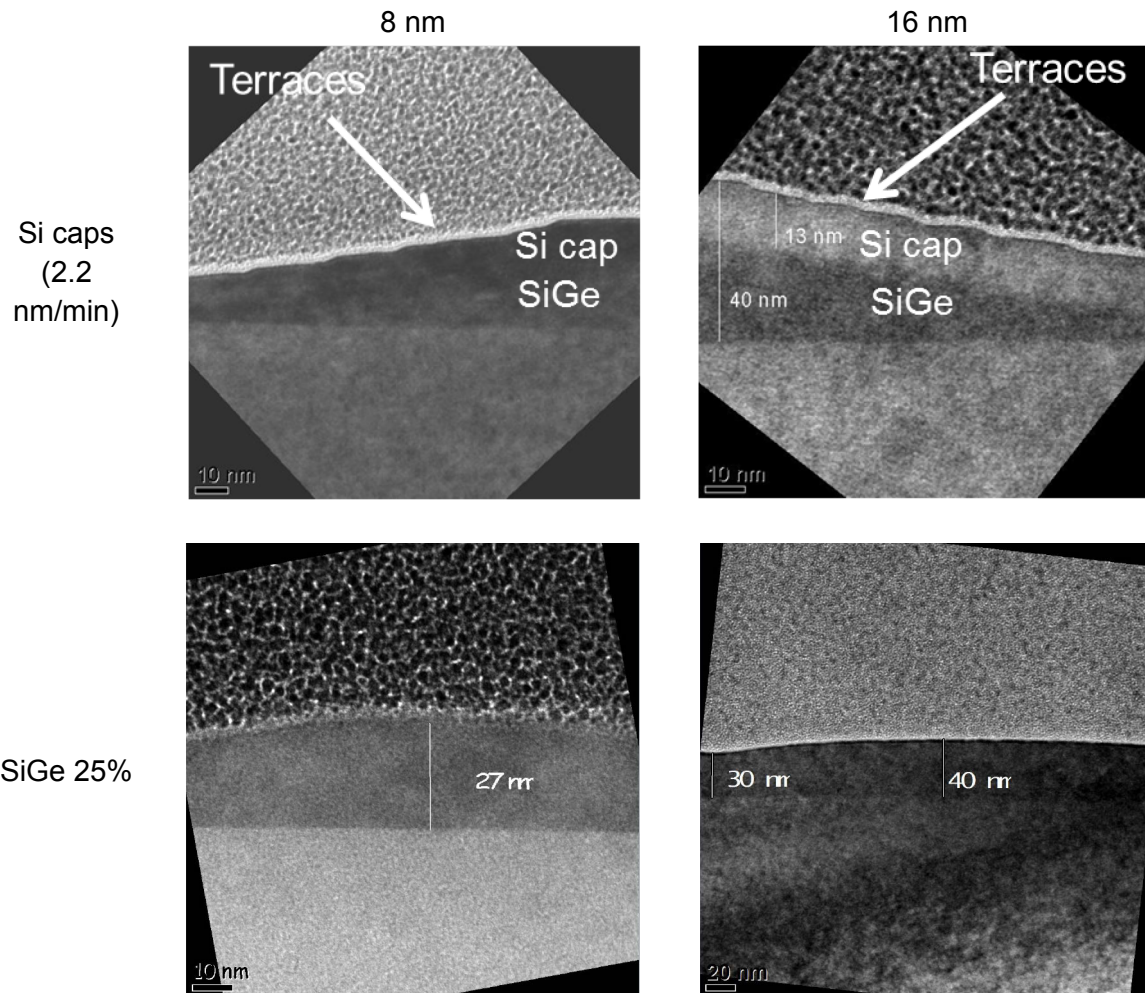 8 nm
16 nm
Terraces
Terraces
Si caps
(2.2
nm/min)
Si cap
SiGe
13 nm
Si cap
40 nm
SiGe
10 nm
10 nm
SiGe 25%
27 nm
30 nm
40 nm
10 nm
20 nm